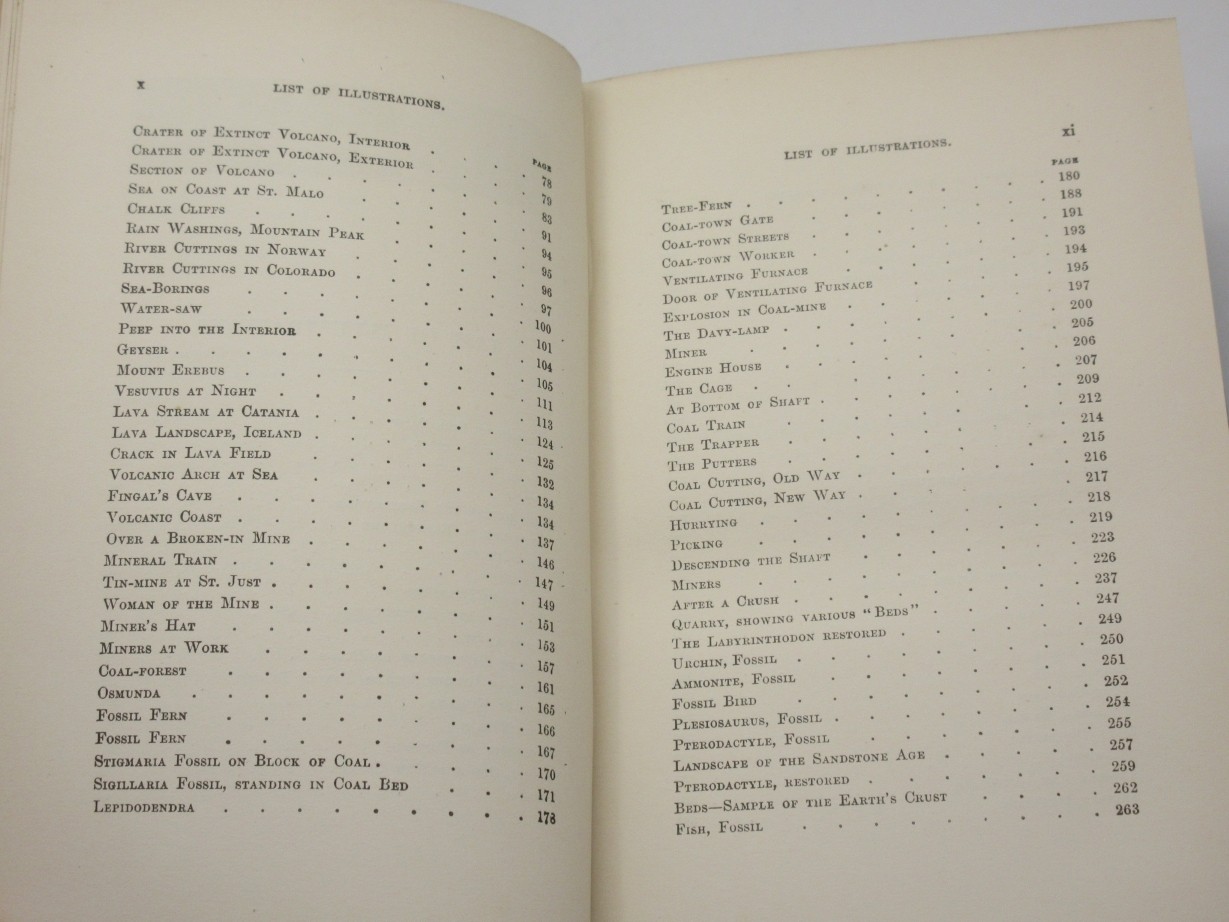 x LIST OF ILLUSTRATIONS.
PAGE
Crater of Extinct Volcano, Interior . . . . 78
Crater of Extinct Volcano, Exterior . . . . 79
Section of Volcano . . . . . . . 83
Sea on Coast at St. Malo . . . . . 91
Chalk Cliffs . . . . . . . . 94
Rain Washings, Mountain Peak . . . . . 95
River Cuttings in Norway . . . . . . 96
River Cuttings in Colorado . . . . . . 97
Sea-Borings . . . . . . . . 100
Water-saw . . . . . . . . 101
Peep into the Interior . . . . . . 104
Geyser . . . . . . . . . 105
Mount Erebus . . . . . . . . 111
Vesuvius at Night . . . . . . . 113
Lava Stream at Catania . . . . . . 124
Lava Landscape, Iceland . . . . . . 125
Crack in Lava Field . . . . . . 132
Volcanic Arch at Sea . . . . . . 134
Fingal's Cave . . . . . . . . 134
Volcanic Coast . . . . . . . . 137
Over a Broken-in Mine . . . . . . 146
Mineral Train . . . . . . . . 147
Tin-mine at St. Just . . . . . . . 149
Woman of the Mine . . . . . . . 151
Miner's Hat . . . . . . . . 153
Miners at Work . . . . . . . 157
Coal-forest . . . . . . . . 161
Osmunda . . . . . . . . . 165
Fossil Fern . . . . . . . . 166
Fossil Fern . . . . . . . . 167
Stigmaria Fossil on Block of Coal . . . . 170
Sigillaria Fossil, standing in Coal Bed . . . 171
Lepidodendra . . . . . . . . 173
LIST OF ILLUSTRATIONS. xi
PAGE
Tree-Fern . . . . . . . . 180
Coal-town Gate . . . . . . . 188
Coal-town Streets . . . . . . . 191
Coal-town Worker . . . . . . . 193
Ventilating Furnace . . . . . . 194
Door of Ventilating Furnace . . . . . 195
Explosion in Coal-mine . . . . . . 197
The Davy-lamp . . . . . . . . 200
Miner . . . . . . . . . 205
Engine House . . . . . . . . 206
The Cage . . . . . . . . . 207
At Bottom of Shaft . . . . . . . 209
Coal Train . . . . . . . . 212
The Trapper . . . . . . . . 214
The Putters . . . . . . . . 215
Coal Cutting, Old Way . . . . . . 216
Coal Cutting, New Way . . . . . . 217
Hurrying . . . . . . . . . 218
Picking . . . . . . . . . 219
Descending the Shaft . . . . . . 223
Miners . . . . . . . . . 226
After a Crush . . . . . . . . 237
Quarry, showing various "Beds" . . . . . 247
The Labyrinthodon restored . . . . . 249
Urchin, Fossil . . . . . . . . 250
Ammonite, Fossil . . . . . . . 251
Fossil Bird . . . . . . . . 252
Plesiosaurus, Fossil . . . . . . . 254
Pterodactyle, Fossil . . . . . . 255
Landscape of the Sandstone Age . . . . . 257
Pterodactyle, restored . . . . . . 259
Beds—Sample of the Earth's Crust . . . . 262
Fish, Fossil . . . . . . . . 263